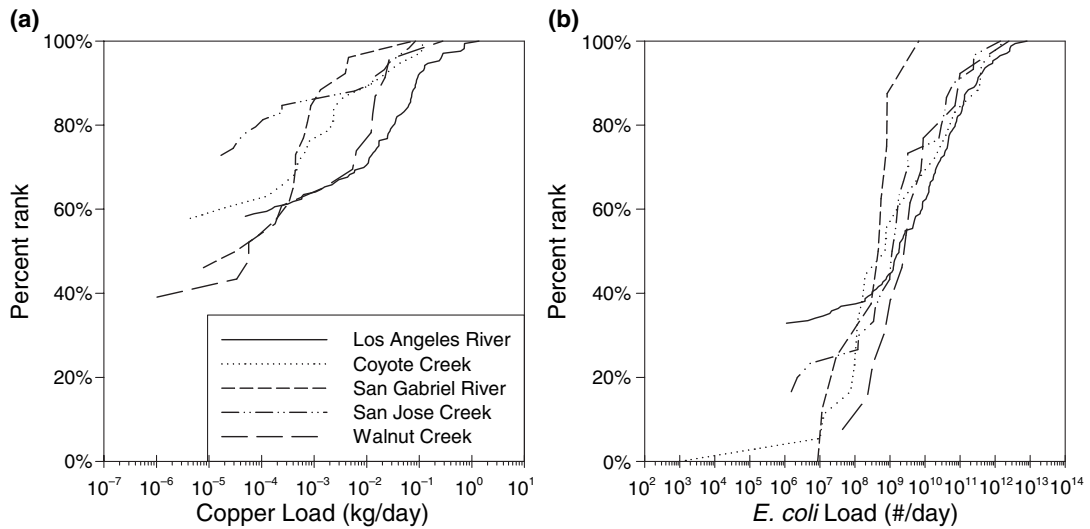 (a)
100%
80%
60%
40%
20%
0%
Percent rank
Los Angeles River
Coyote Creek
San Gabriel River
San Jose Creek
Walnut Creek
10⁻⁷ 10⁻⁶ 10⁻⁵ 10⁻⁴ 10⁻³ 10⁻² 10⁻¹ 10⁰ 10¹
Copper Load (kg/day)
(b)
100%
80%
60%
40%
20%
0%
Percent rank
10² 10³ 10⁴ 10⁵ 10⁶ 10⁷ 10⁸ 10⁹ 10¹⁰ 10¹¹ 10¹² 10¹³ 10¹⁴
E. coli Load (#/day)